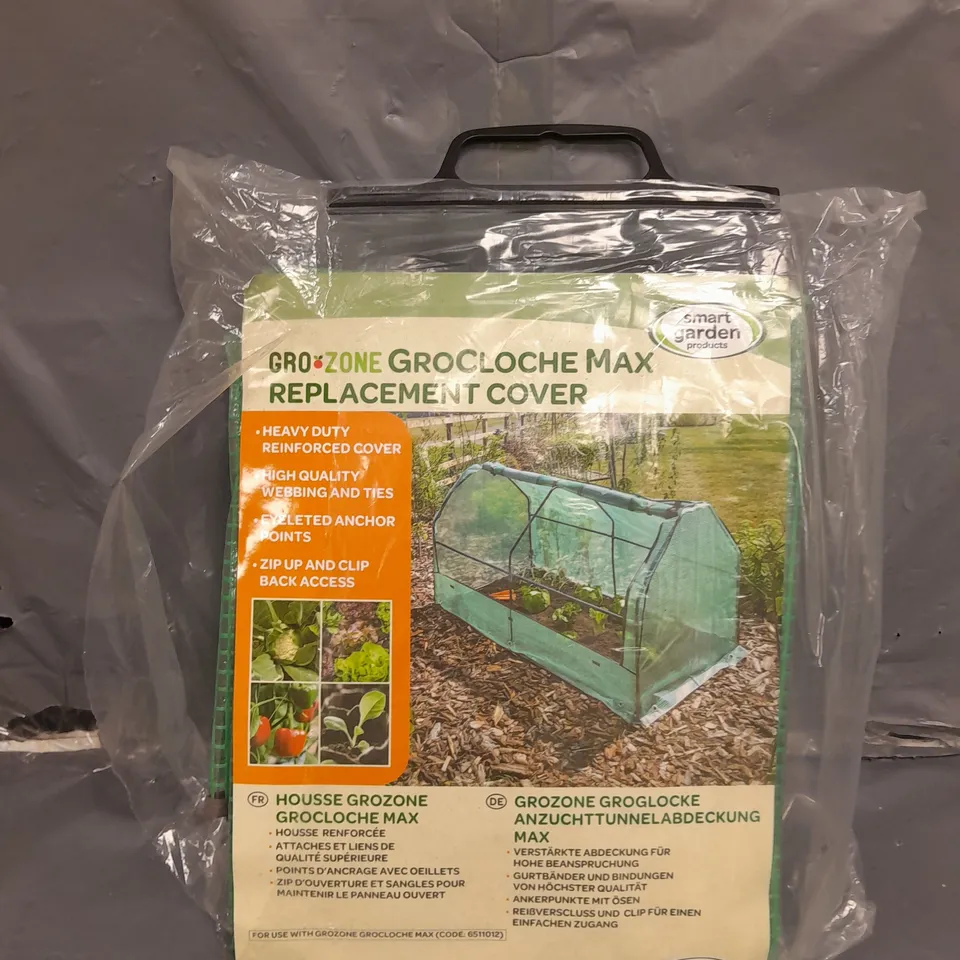 smart
garden
products
GRO ZONE GROCLOCHE MAX
REPLACEMENT COVER
• HEAVY DUTY
REINFORCED COVER
HIGH QUALITY
WEBBING AND TIES
• EYELETED ANCHOR
POINTS
• ZIP UP AND CLIP
BACK ACCESS
FR HOUSSE GROZONE
GROCLOCHE MAX
• HOUSSE RENFORCÉE
• ATTACHES ET LIENS DE
QUALITÉ SUPÉRIEURE
• POINTS D'ANCRAGE AVEC OEILLETS
• ZIP D'OUVERTURE ET SANGLES POUR
MAINTENIR LE PANNEAU OUVERT
DE GROZONE GROGLOCKE
ANZUCHTTUNNELABDECKUNG
MAX
• VERSTÄRKTE ABDECKUNG FÜR
HOHE BEANSPRUCHUNG
• GURTBÄNDER UND BINDUNGEN
VON HÖCHSTER QUALITÄT
• ANKERPUNKTE MIT ÖSEN
• REIßVERSCLUSS UND CLIP FÜR EINEN
EINFACHEN ZUGANG
FOR USE WITH GROZONE GROCLOCHE MAX (CODE: 6511012)